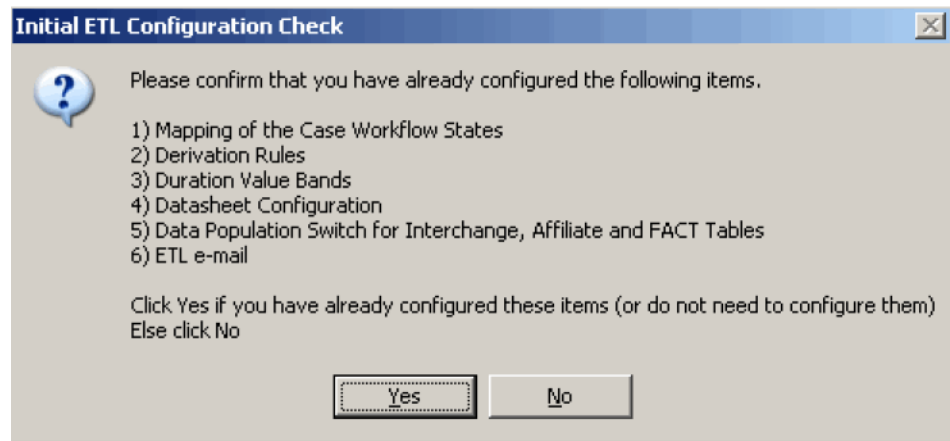 Initial ETL Configuration Check
Please confirm that you have already configured the following items.
1) Mapping of the Case Workflow States
2) Derivation Rules
3) Duration Value Bands
4) Datasheet Configuration
5) Data Population Switch for Interchange, Affiliate and FACT Tables
6) ETL e-mail
Click Yes if you have already configured these items (or do not need to configure them)
Else click No
Yes
No